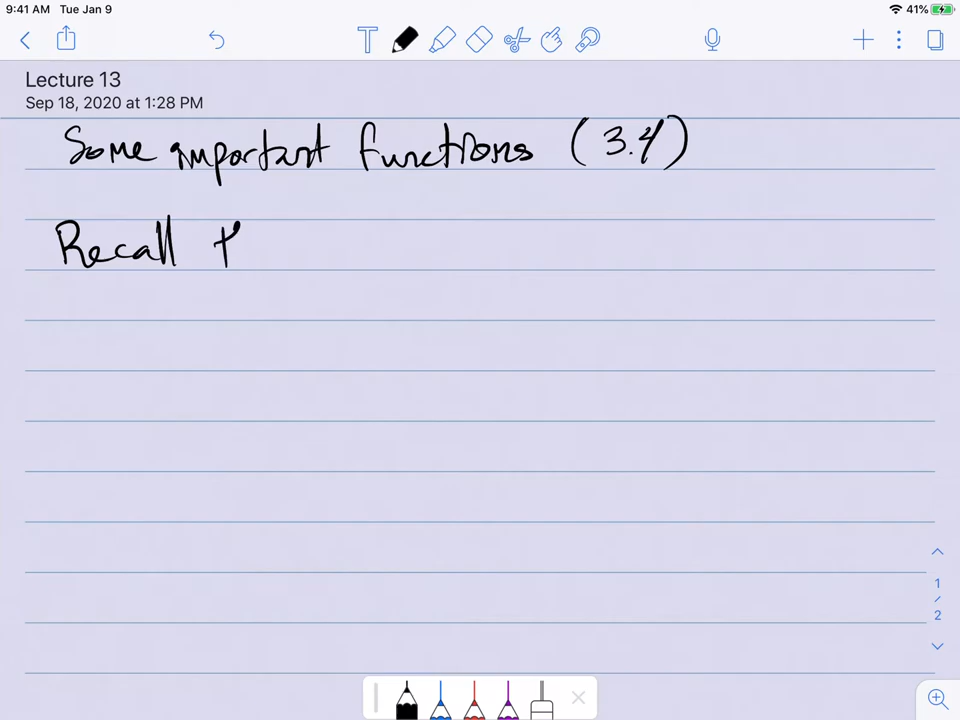 9:41 AM Tue Jan 9 41%
T
Lecture 13
Sep 18, 2020 at 1:28 PM
Some important functions (3.4)
Recall
1
/
2